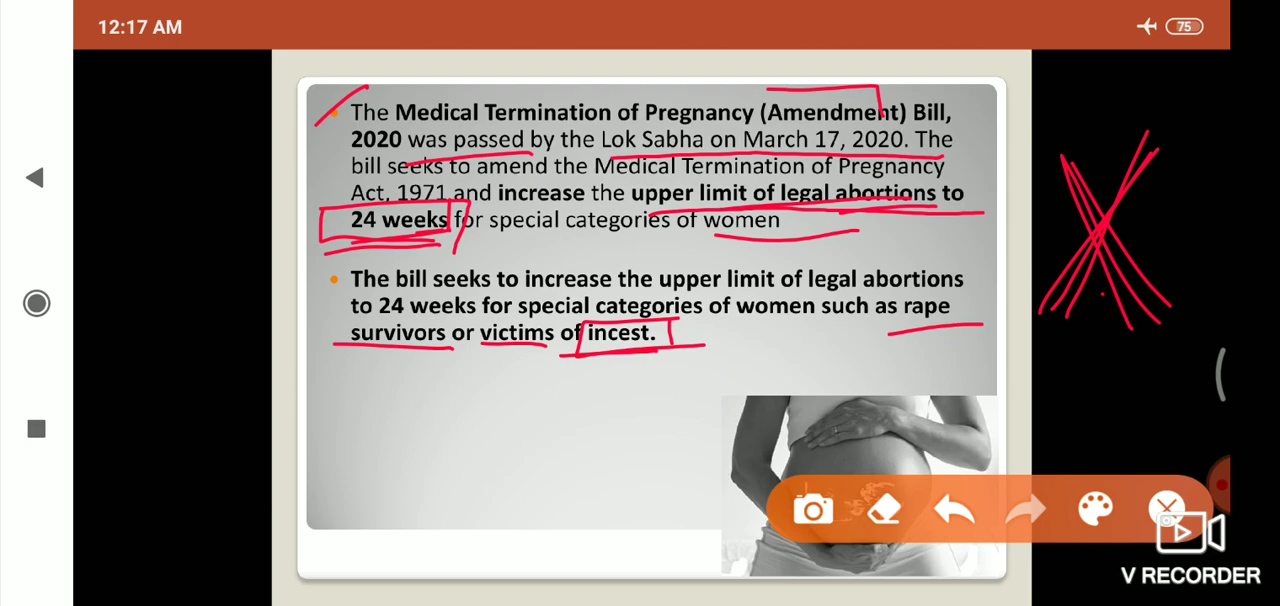 12:17 AM
75
The Medical Termination of Pregnancy (Amendment) Bill,
2020 was passed by the Lok Sabha on March 17, 2020. The
bill seeks to amend the Medical Termination of Pregnancy
Act, 1971 and increase the upper limit of legal abortions to
24 weeks for special categories of women
The bill seeks to increase the upper limit of legal abortions
to 24 weeks for special categories of women such as rape
survivors or victims of incest.
V RECORDER